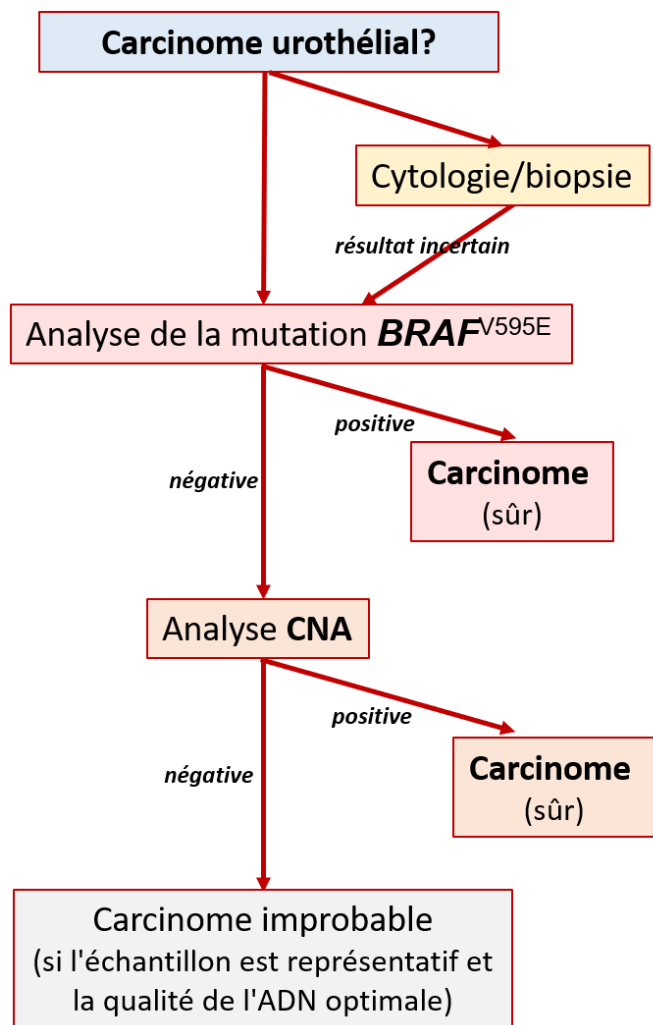 Carcinome urothélial?
Cytologie/biopsie
résultat incertain
Analyse de la mutation BRAFV595E
positive
négative
Carcinome
(sûr)
Analyse CNA
positive
négative
Carcinome
(sûr)
Carcinome improbable
(si l'échantillon est représentatif et
la qualité de l'ADN optimale)